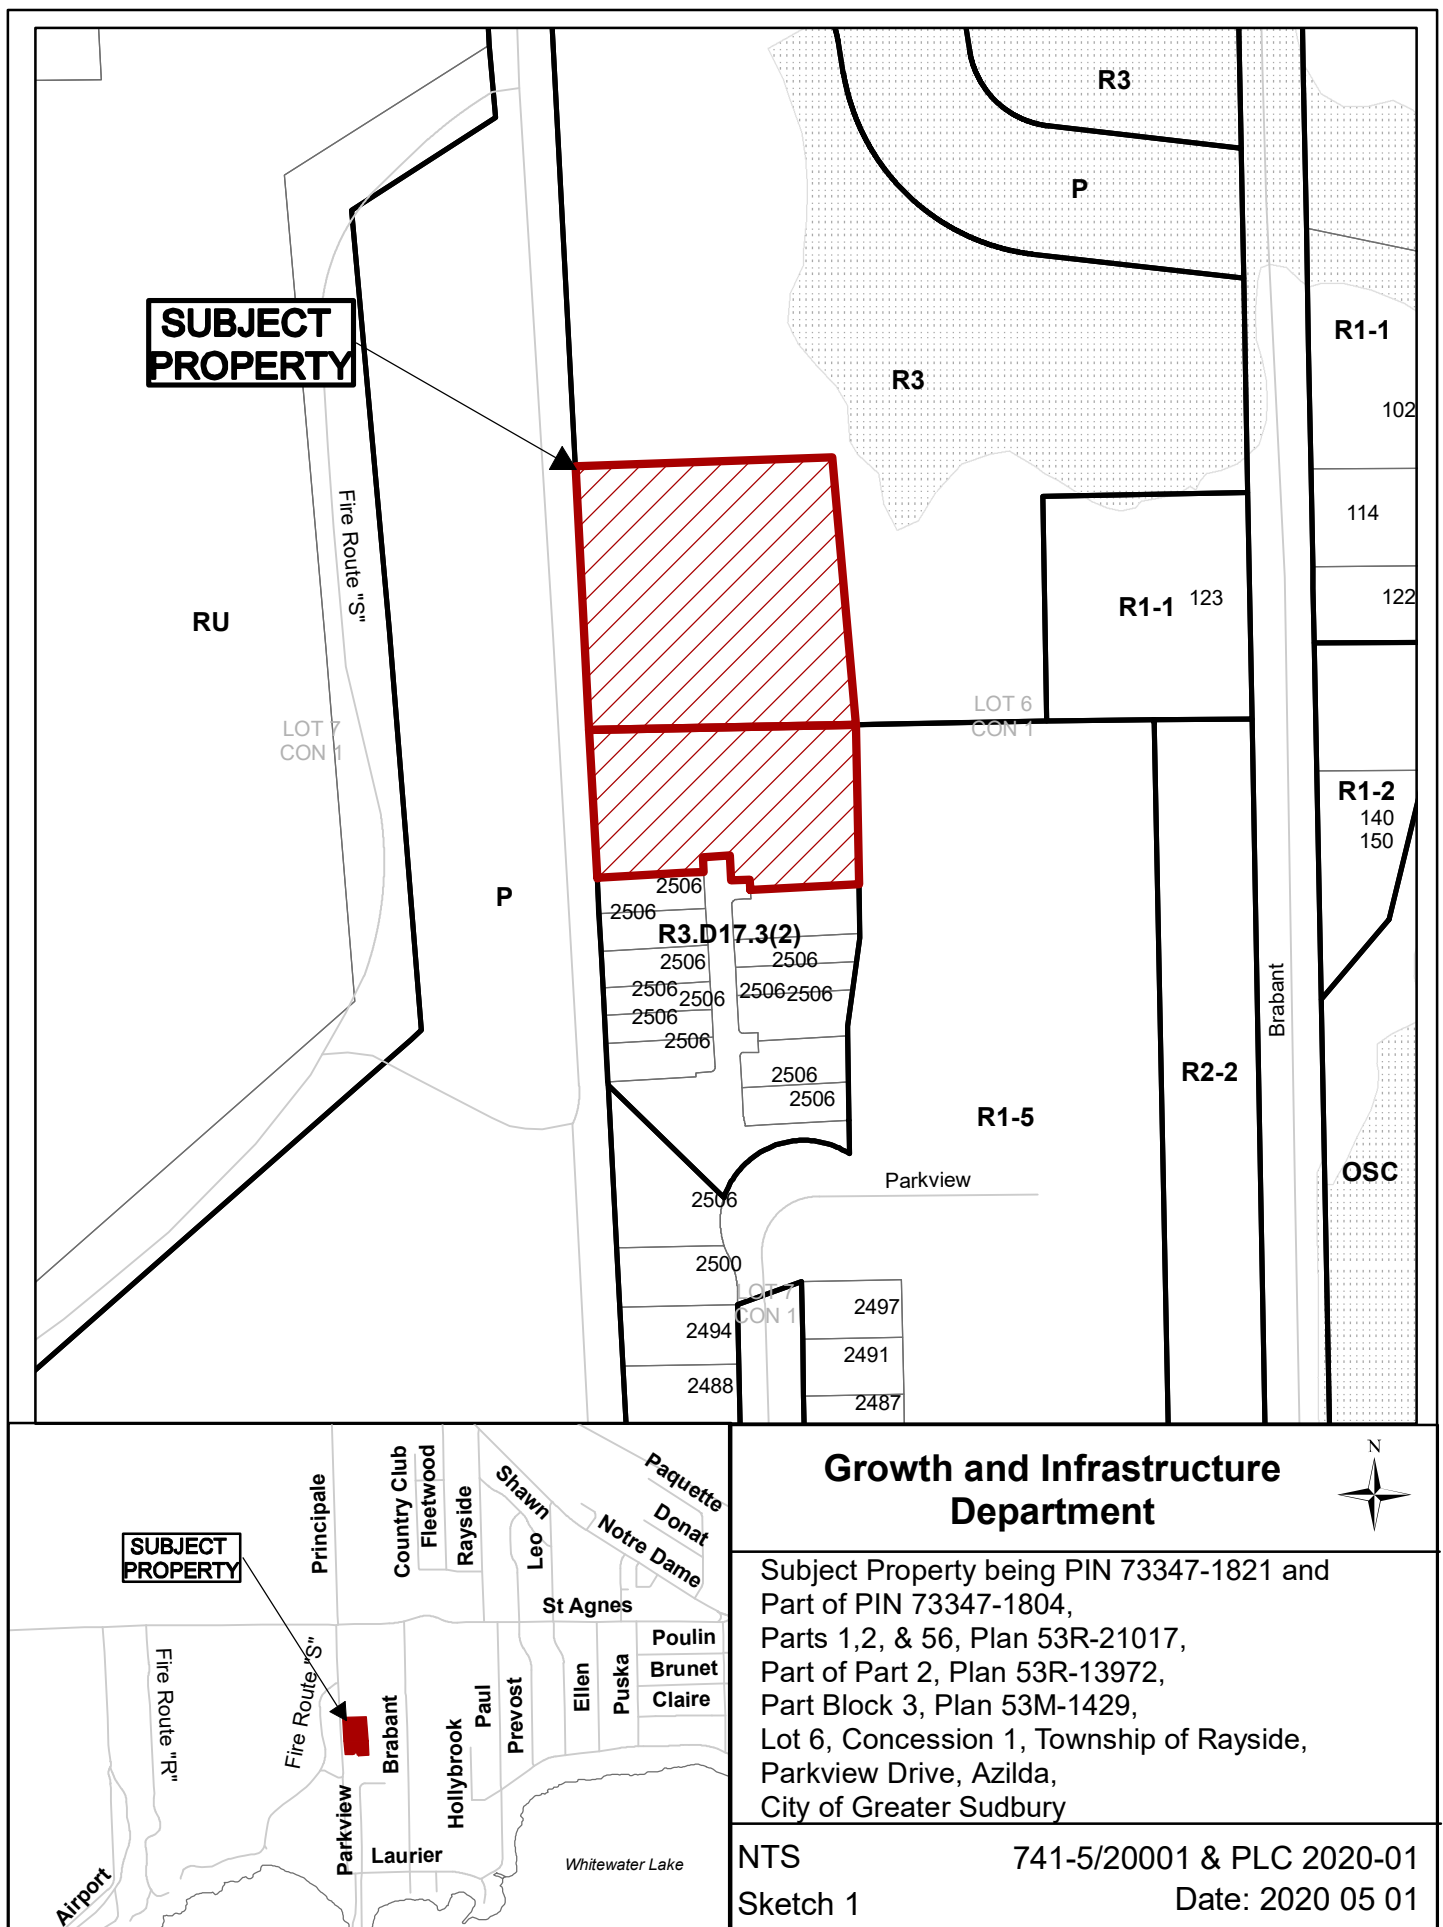 R3
P
SUBJECT
PROPERTY
R1-1
R3
102
Fire Route "S"
114
RU
R1-1 123
122
LOT 7
CON 1
LOT 6
CON 1
R1-2
140
150
P
2506
2506
R3.D17.3(2)
2506
2506
2506
2506
2506
2506
2506
2506
2506
2506
2506
Brabant
R2-2
R1-5
OSC
Parkview
2506
2500
LOT 7
CON 1
2497
2494
2491
2488
2487
Principale
Country Club
Fleetwood
Rayside
Shawn
Leo
Paquette
Donat
Notre Dame
SUBJECT
PROPERTY
St Agnes
Poulin
Brunet
Claire
Fire Route "R"
Fire Route "S"
Brabant
Hollybrook
Paul
Prevost
Ellen
Puska
Parkview
Laurier
Airport
Whitewater Lake
Growth and Infrastructure
Department
N
Subject Property being PIN 73347-1821 and
Part of PIN 73347-1804,
Parts 1,2, & 56, Plan 53R-21017,
Part of Part 2, Plan 53R-13972,
Part Block 3, Plan 53M-1429,
Lot 6, Concession 1, Township of Rayside,
Parkview Drive, Azilda,
City of Greater Sudbury
NTS 741-5/20001 & PLC 2020-01
Sketch 1 Date: 2020 05 01